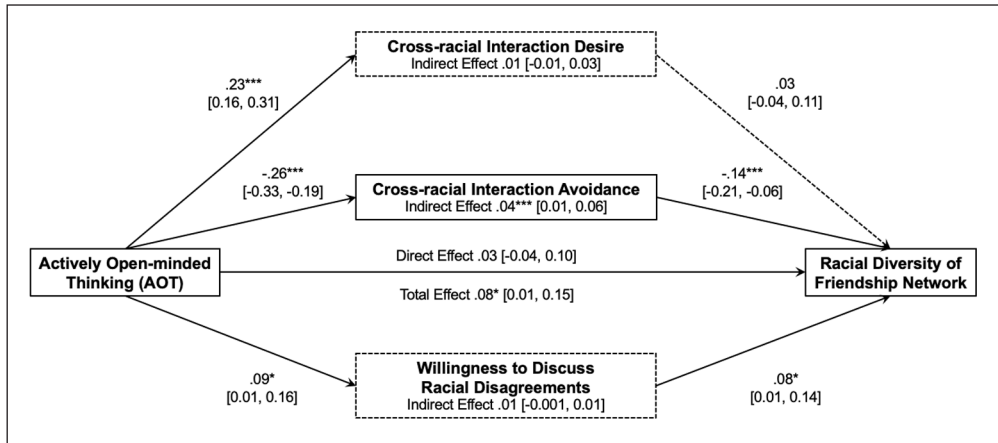 Cross-racial Interaction Desire
Indirect Effect .01 [-0.01, 0.03]
.23***
[0.16, 0.31]
.03
[-0.04, 0.11]
-.26***
[-0.33, -0.19]
Cross-racial Interaction Avoidance
Indirect Effect .04*** [0.01, 0.06]
-.14***
[-0.21, -0.06]
Actively Open-minded
Thinking (AOT)
Direct Effect .03 [-0.04, 0.10]
Total Effect .08* [0.01, 0.15]
Racial Diversity of
Friendship Network
.09*
[0.01, 0.16]
Willingness to Discuss
Racial Disagreements
Indirect Effect .01 [-0.001, 0.01]
.08*
[0.01, 0.14]